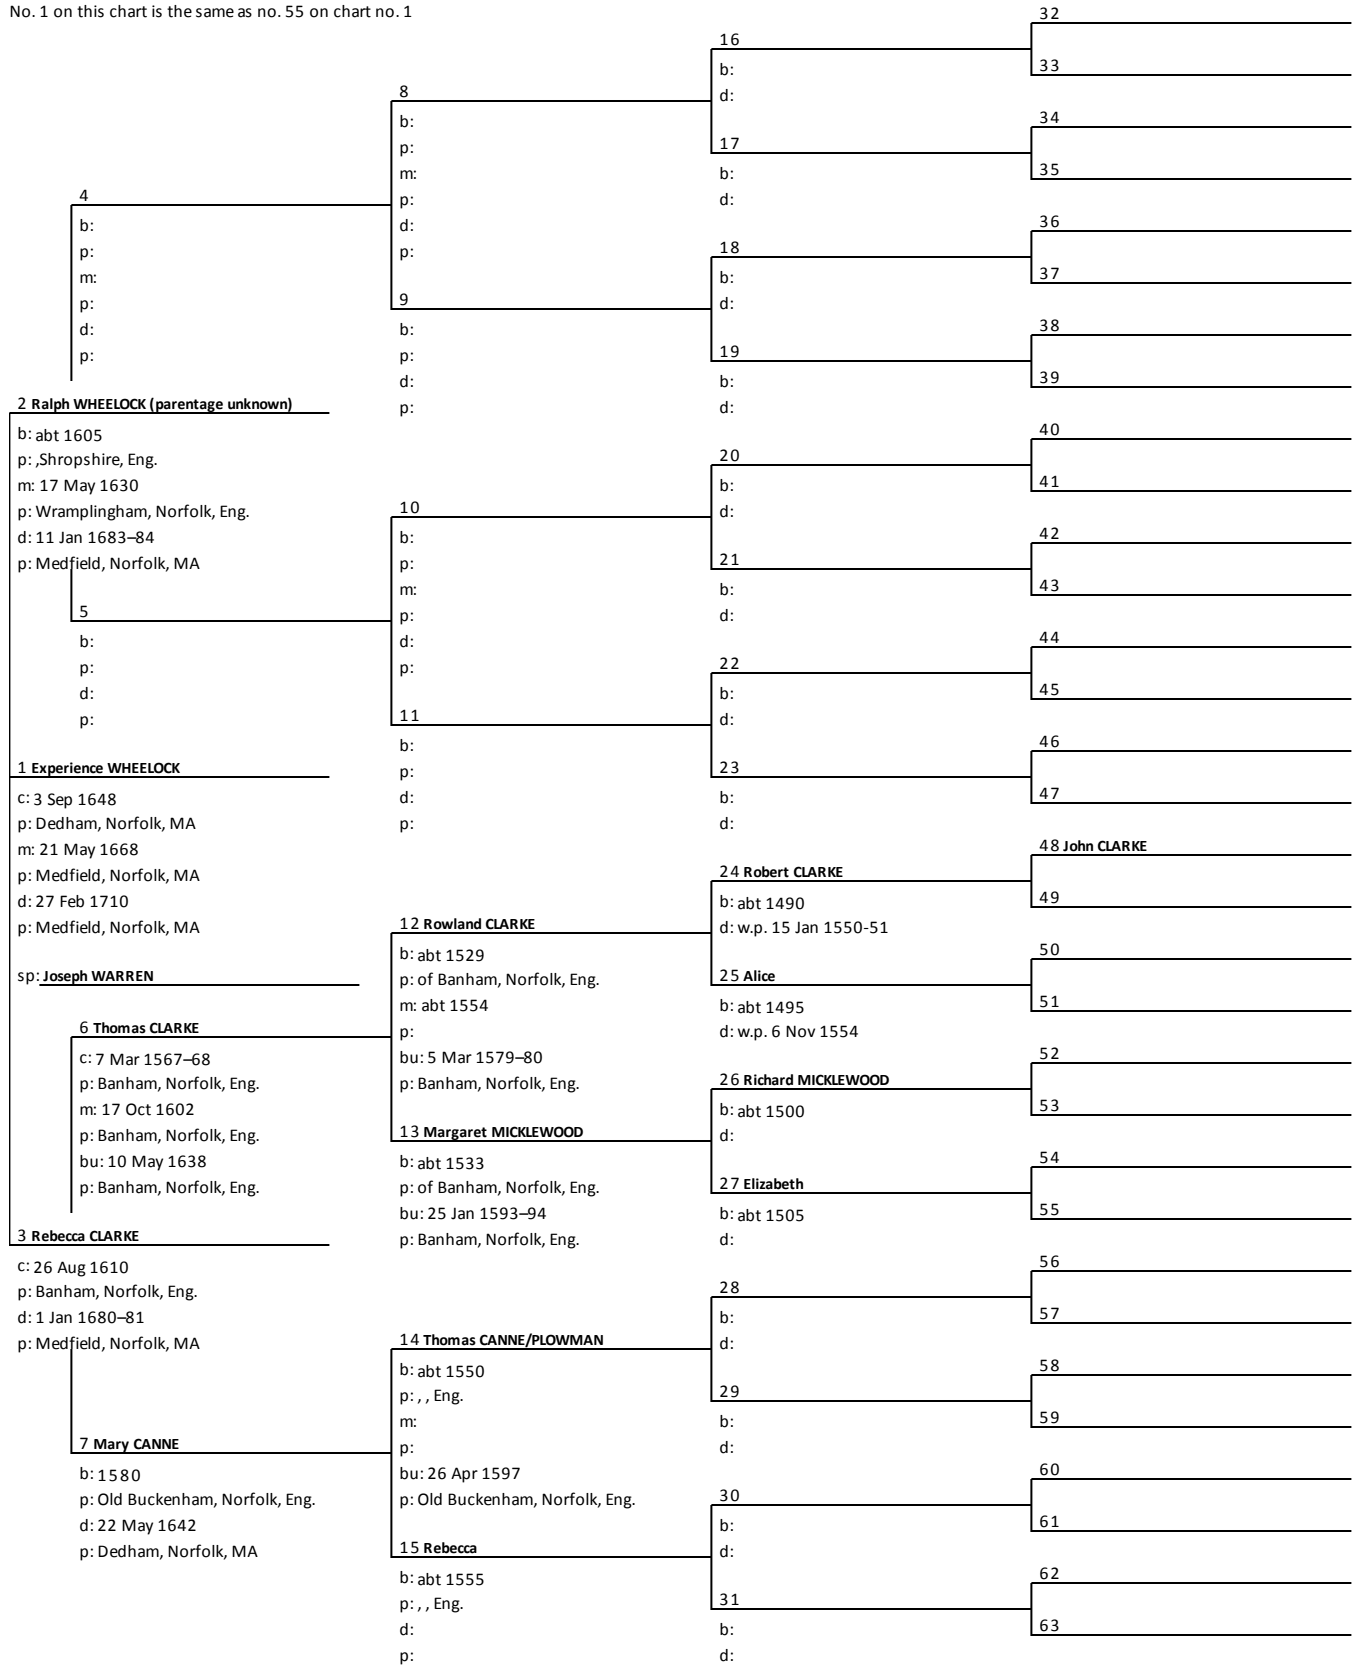 No. 1 on this chart is the same as no. 55 on chart no. 1
4
b:
p:
m:
p:
d:
p:
2 Ralph WHEELOCK (parentage unknown)
b: abt 1605
p: ,Shropshire, Eng.
m: 17 May 1630
p: Wramplingham, Norfolk, Eng.
d: 11 Jan 1683–84
p: Medfield, Norfolk, MA
5
b:
p:
d:
p:
1 Experience WHEELOCK
c: 3 Sep 1648
p: Dedham, Norfolk, MA
m: 21 May 1668
p: Medfield, Norfolk, MA
d: 27 Feb 1710
p: Medfield, Norfolk, MA
sp: Joseph WARREN
6 Thomas CLARKE
c: 7 Mar 1567–68
p: Banham, Norfolk, Eng.
m: 17 Oct 1602
p: Banham, Norfolk, Eng.
bu: 10 May 1638
p: Banham, Norfolk, Eng.
3 Rebecca CLARKE
c: 26 Aug 1610
p: Banham, Norfolk, Eng.
d: 1 Jan 1680–81
p: Medfield, Norfolk, MA
7 Mary CANNE
b: 1580
p: Old Buckenham, Norfolk, Eng.
d: 22 May 1642
p: Dedham, Norfolk, MA
8
b:
p:
m:
p:
d:
p:
9
b:
p:
d:
p:
10
b:
p:
m:
p:
d:
p:
11
b:
p:
d:
p:
12 Rowland CLARKE
b: abt 1529
p: of Banham, Norfolk, Eng.
m: abt 1554
p:
bu: 5 Mar 1579–80
p: Banham, Norfolk, Eng.
13 Margaret MICKLEWOOD
b: abt 1533
p: of Banham, Norfolk, Eng.
bu: 25 Jan 1593–94
p: Banham, Norfolk, Eng.
14 Thomas CANNE/PLOWMAN
b: abt 1550
p: , , Eng.
m:
p:
bu: 26 Apr 1597
p: Old Buckenham, Norfolk, Eng.
15 Rebecca
b: abt 1555
p: , , Eng.
d:
p:
16
b:
d:
17
b:
d:
18
b:
d:
19
b:
d:
20
b:
d:
21
b:
d:
22
b:
d:
23
b:
d:
24 Robert CLARKE
b: abt 1490
d: w.p. 15 Jan 1550-51
25 Alice
b: abt 1495
d: w.p. 6 Nov 1554
26 Richard MICKLEWOOD
b: abt 1500
d:
27 Elizabeth
b: abt 1505
d:
28
b:
d:
29
b:
d:
30
b:
d:
31
b:
d:
32
33
34
35
36
37
38
39
40
41
42
43
44
45
46
47
48 John CLARKE
49
50
51
52
53
54
55
56
57
58
59
60
61
62
63